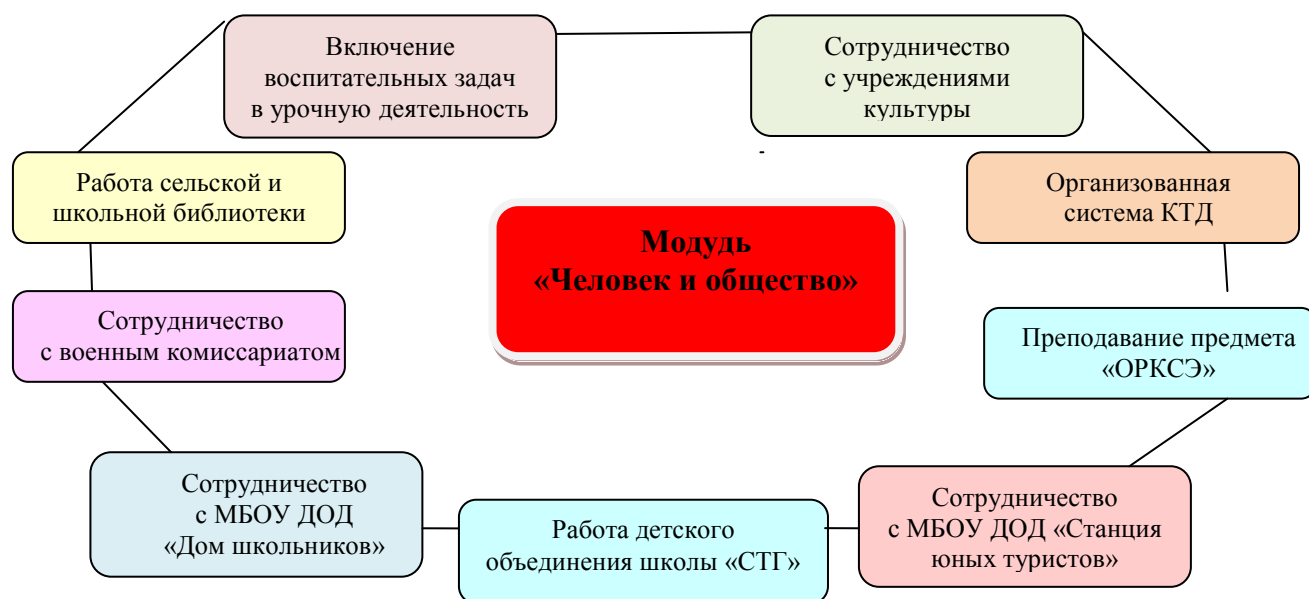 Включение
воспитательных задач
в урочную деятельность
Сотрудничество
с учреждениями
культуры
Работа сельской и
школьной библиотеки
Организованная
система КТД
Модудь
«Человек и общество»
Сотрудничество
с военным комиссариатом
Преподавание предмета
«ОРКСЭ»
Сотрудничество
с МБОУ ДОД
«Дом школьников»
Работа детского
объединения школы «СТГ»
Сотрудничество
с МБОУ ДОД «Станция
юных туристов»